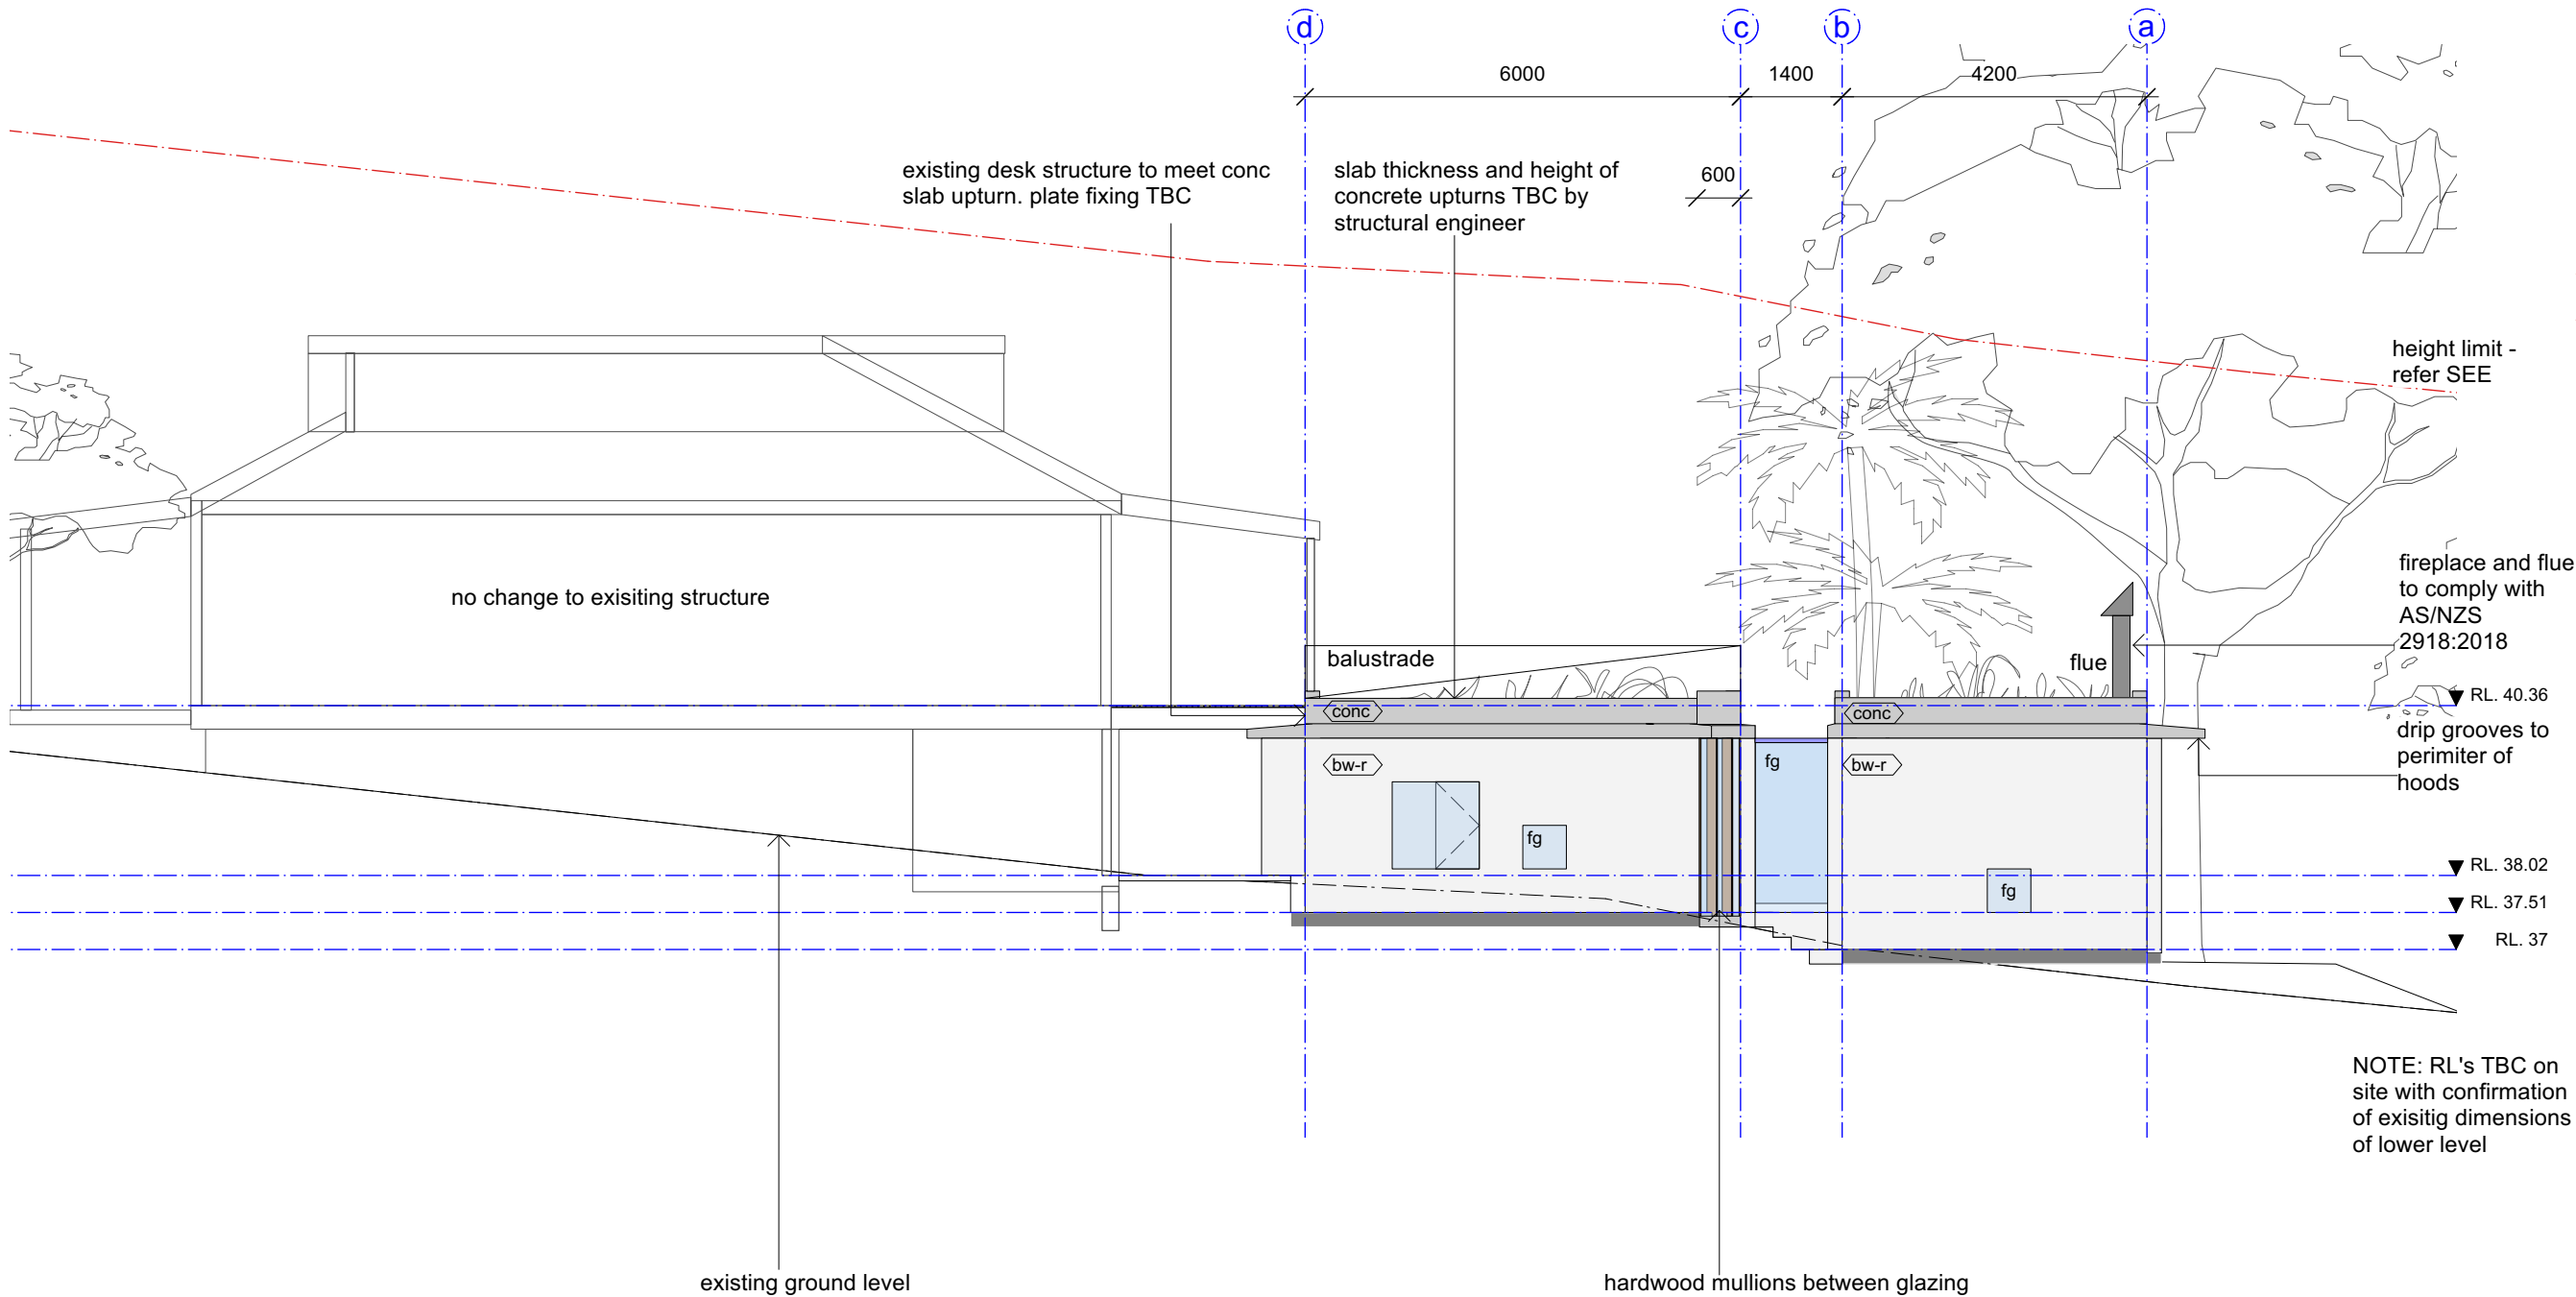 d
c
b
a
6000
1400
4200
existing desk structure to meet conc
slab upturn. plate fixing TBC
slab thickness and height of
concrete upturns TBC by
structural engineer
600
height limit -
refer SEE
no change to exisiting structure
fireplace and flue
to comply with
AS/NZS
2918:2018
balustrade
flue
RL. 40.36
conc
conc
drip grooves to
perimiter of
hoods
bw-r
fg
bw-r
fg
fg
RL. 38.02
RL. 37.51
RL. 37
NOTE: RL's TBC on
site with confirmation
of exisitig dimensions
of lower level
existing ground level
hardwood mullions between glazing